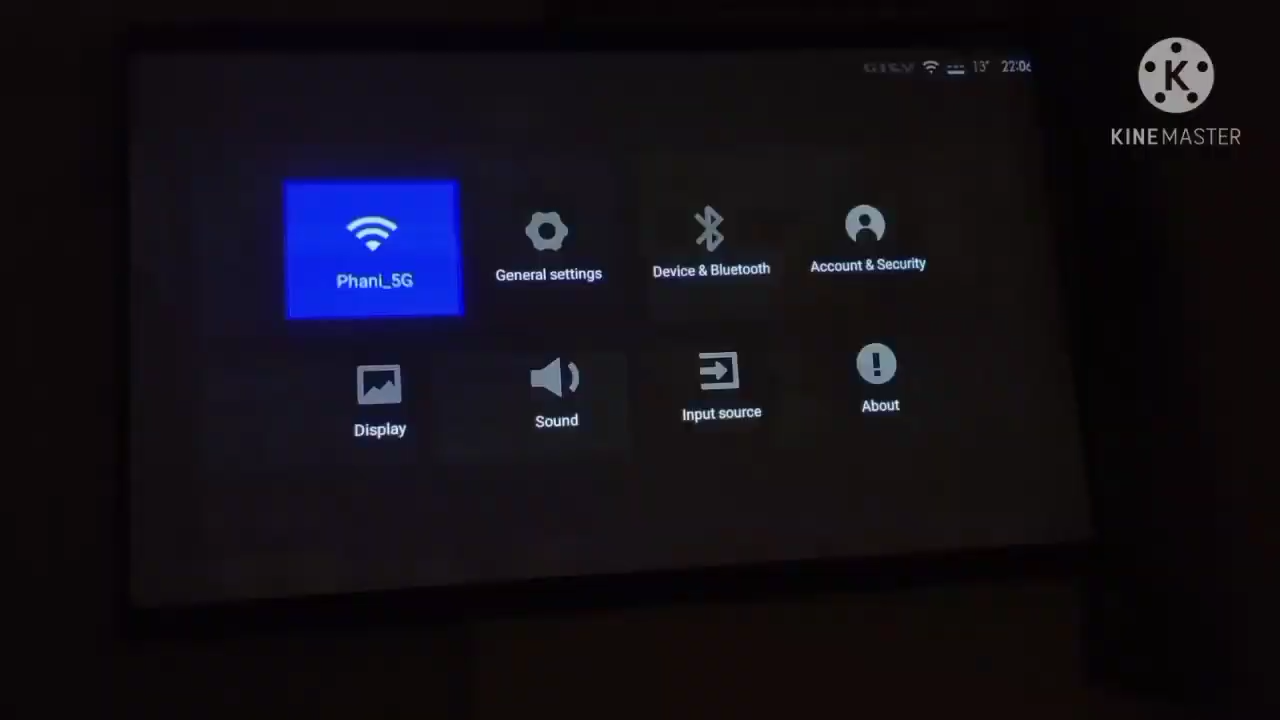 13° 22:06
K
KINEMASTER
Phani_5G
General settings
Device & Bluetooth
Account & Security
Display
Sound
Input source
About